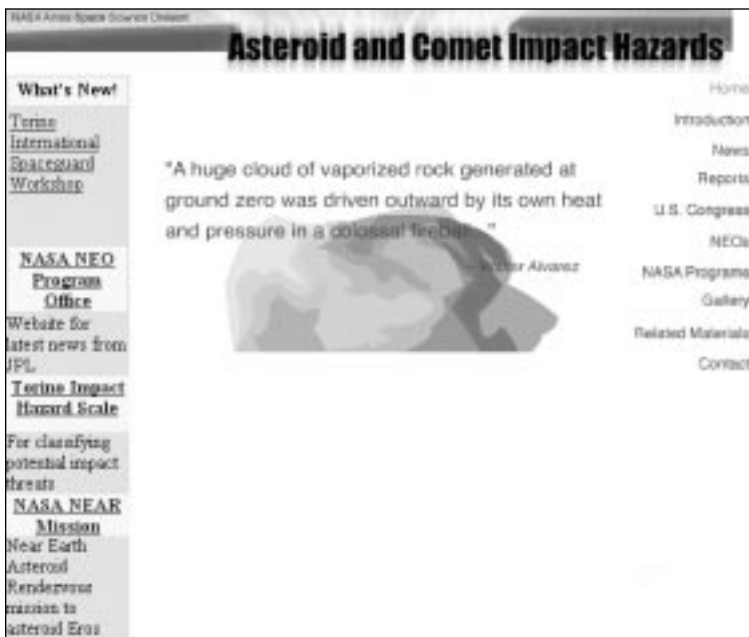 NASA Ames Space Science Division
Asteroid and Comet Impact Hazards
What's New!
Torino
International
Spaceguard
Workshop
NASA NEO
Program
Office
Website for
latest news from
JPL
Torino Impact
Hazard Scale
For classifying
potential impact
threats
NASA NEAR
Mission
Near Earth
Asteroid
Rendezvous
mission to
asteroid Eros
"A huge cloud of vaporized rock generated at
ground zero was driven outward by its own heat
and pressure in a colossal fireball..."
Alvarez
Home
Introduction
News
Reports
U.S. Congress
NEOs
NASA Programs
Gallery
Related Materials
Contact